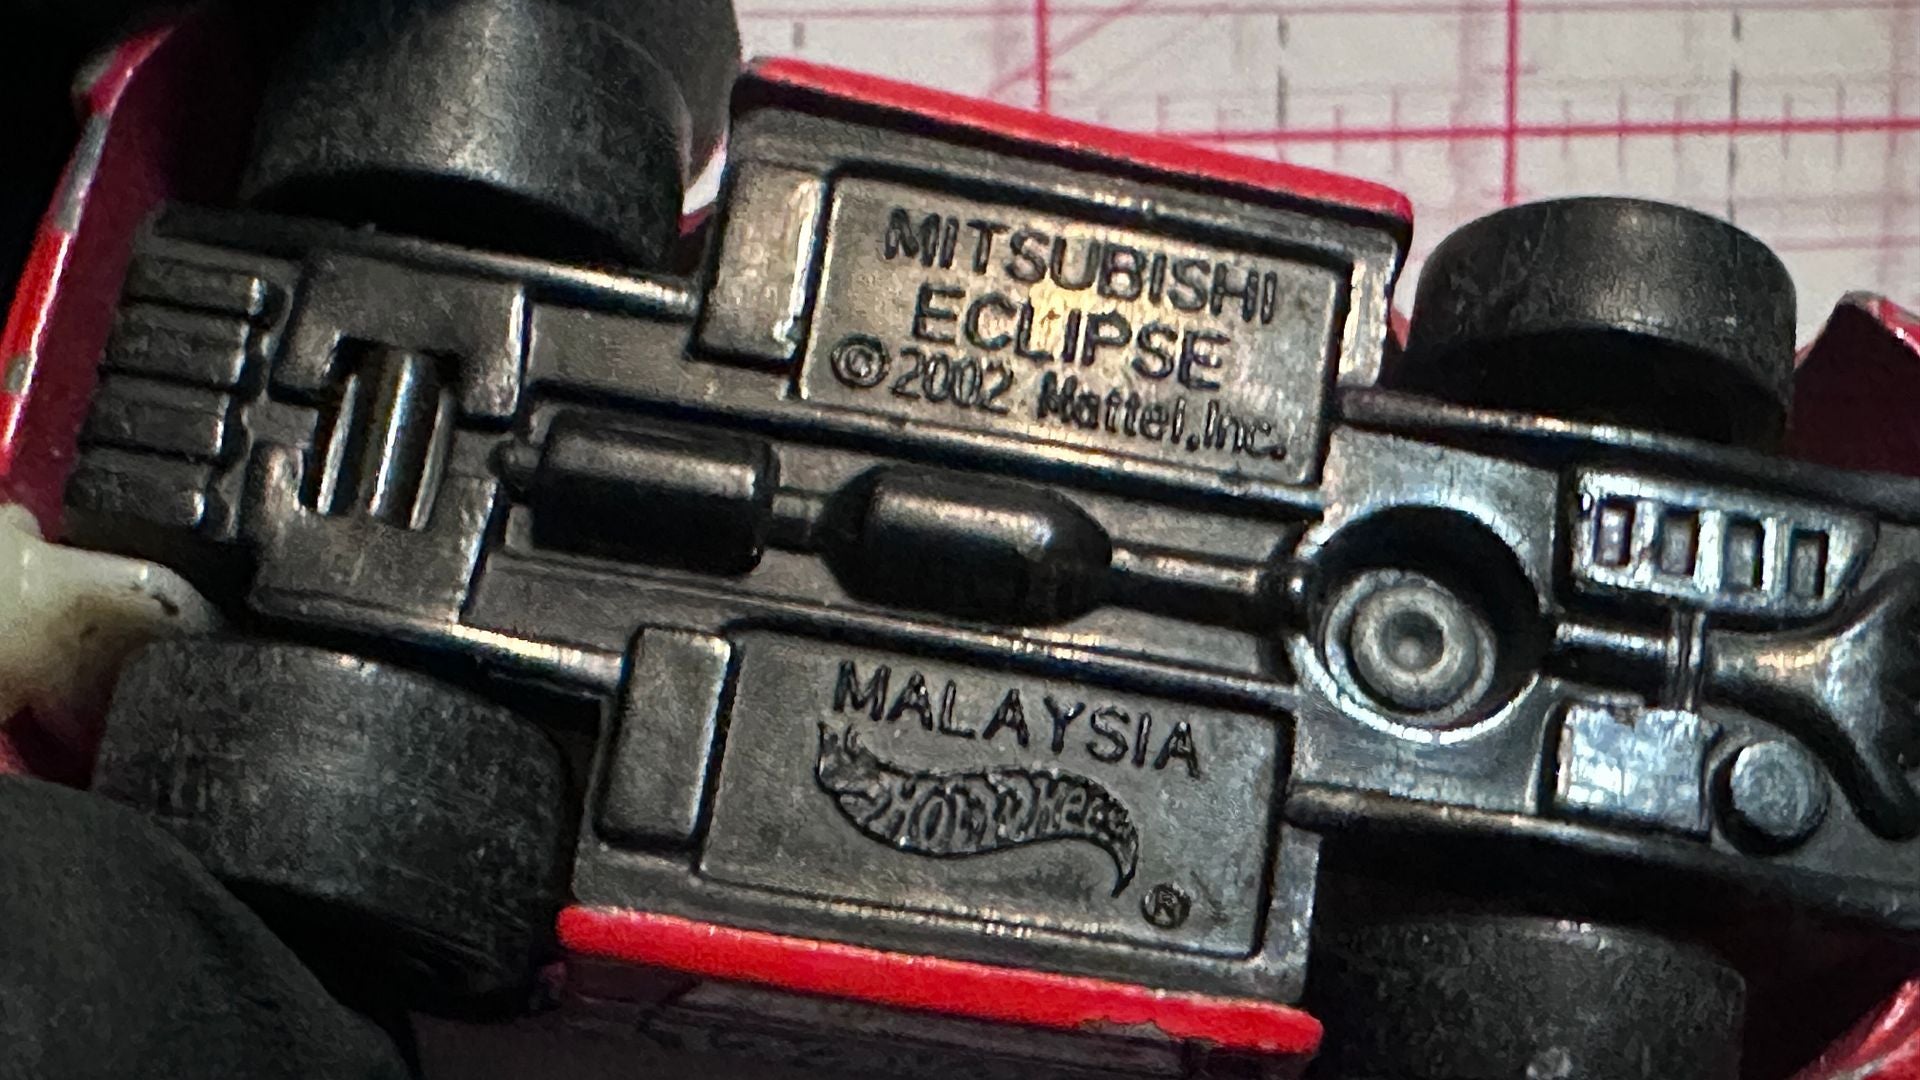 MITSUBISHI
ECLIPSE
©2002 Mattel,Inc.
MALAYSIA
HOT WHEELS
®